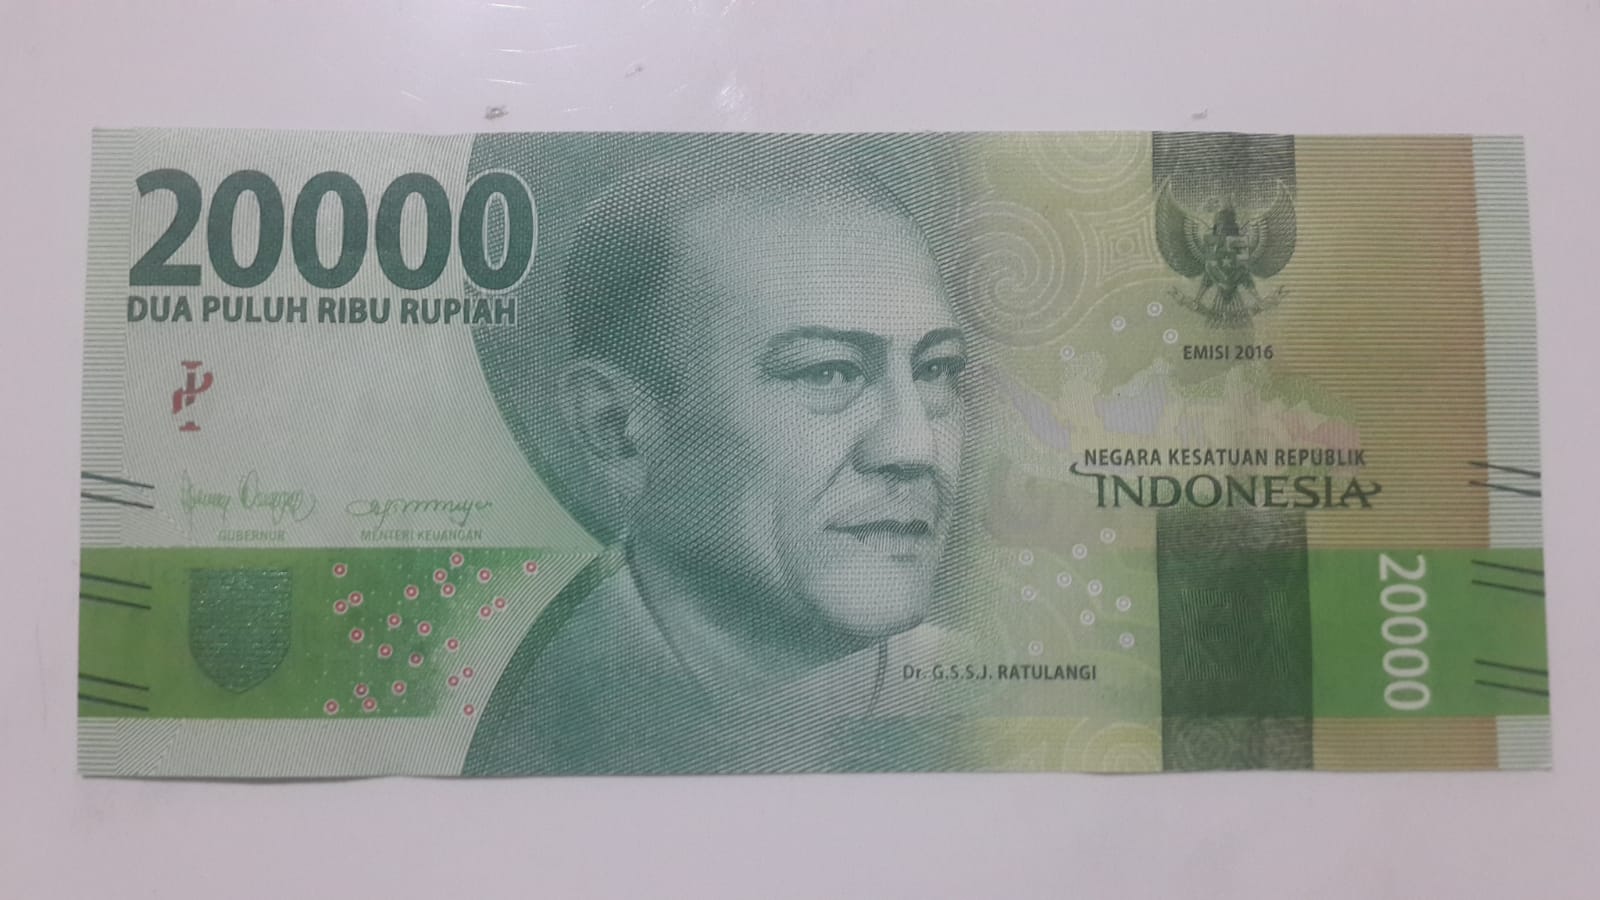 20000
DUA PULUH RIBU RUPIAH
EMISI 2016
NEGARA KESATUAN REPUBLIK
INDONESIA
GUBERNUR
MENTERI KEUANGAN
20000
Dr. G.S.S.J. RATULANGI